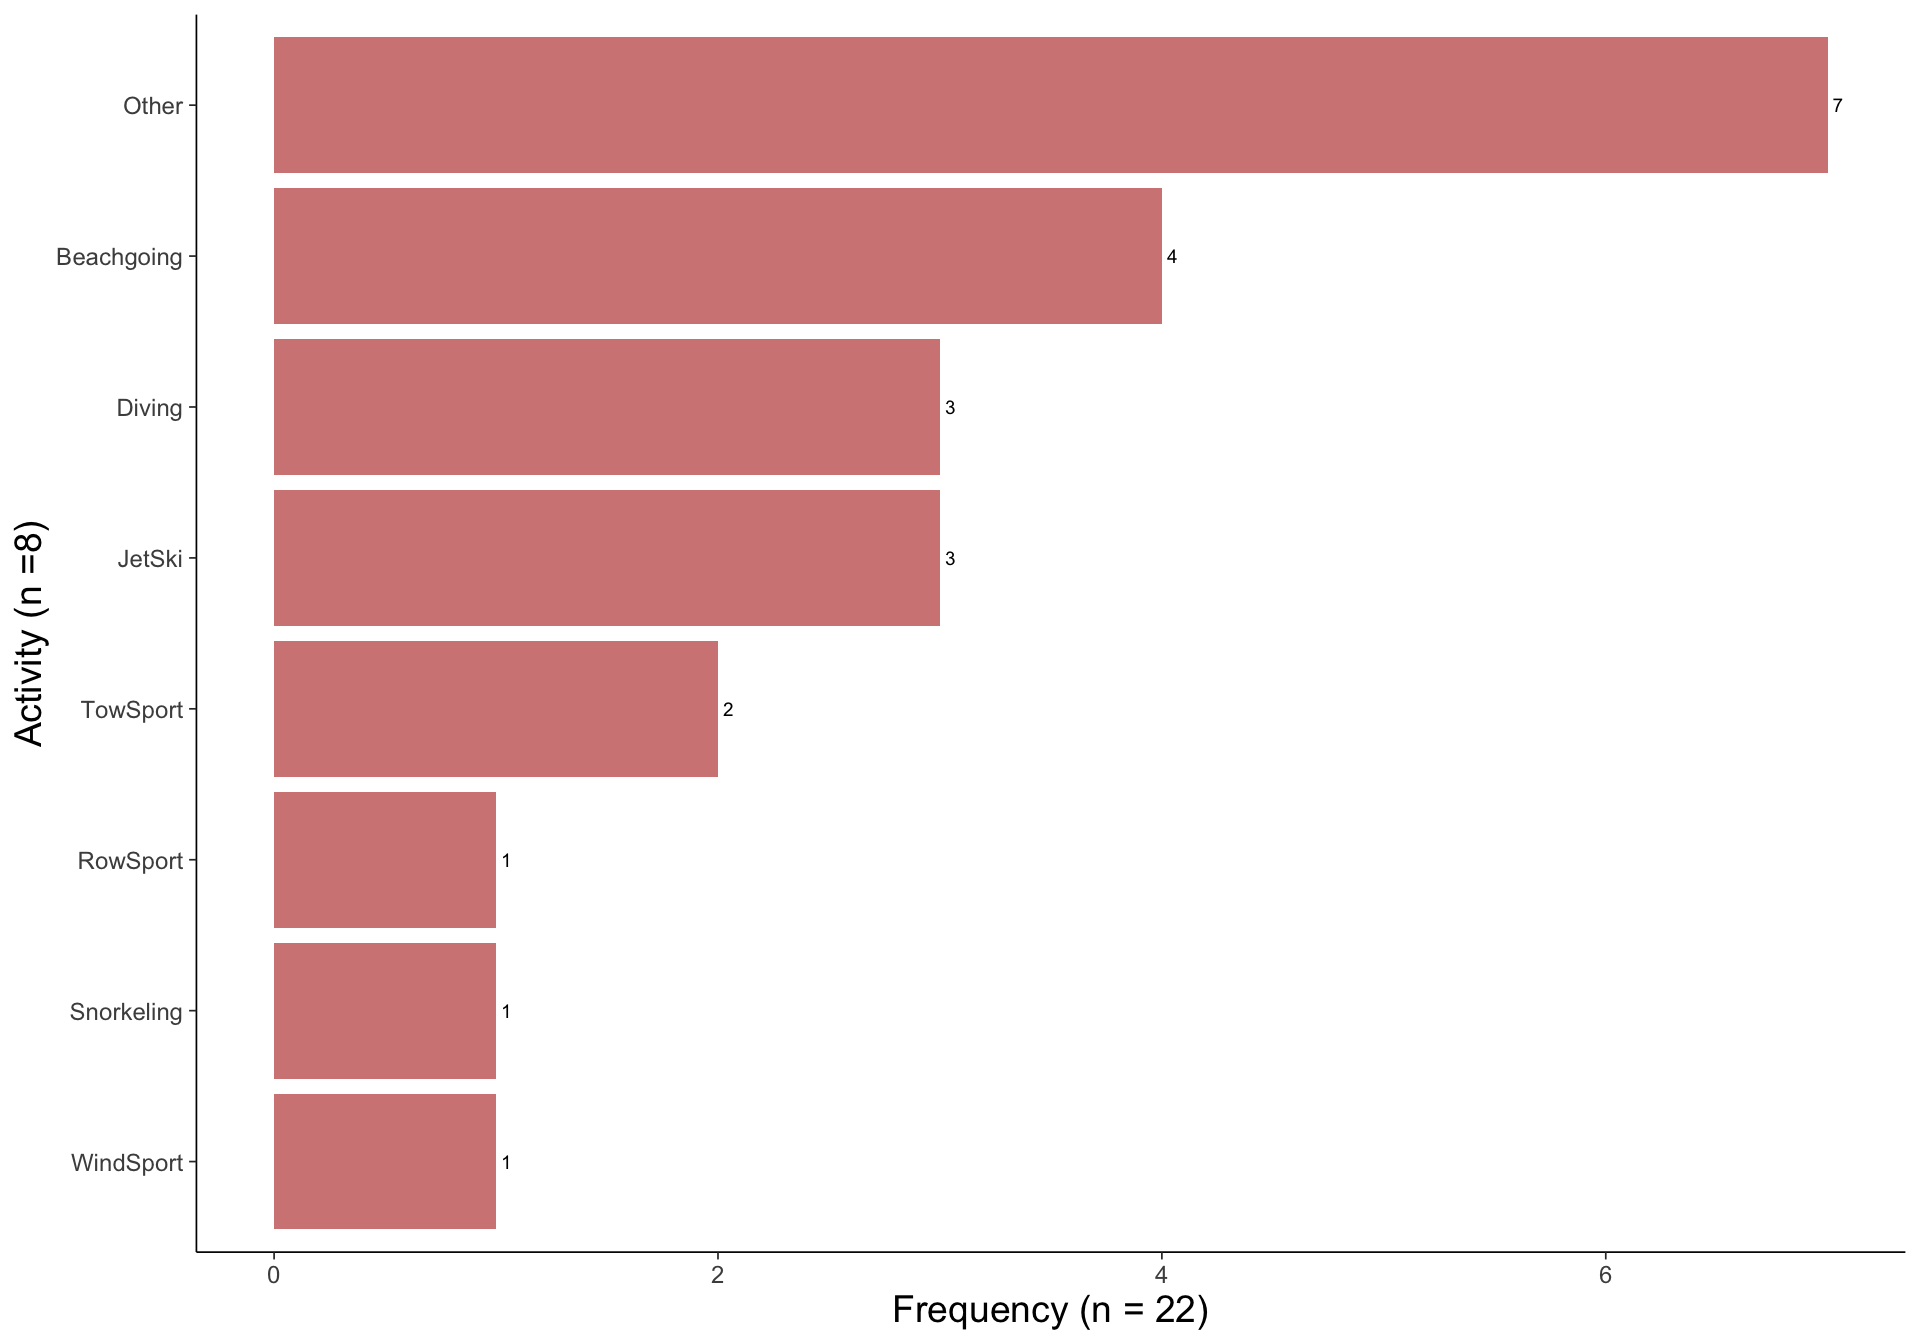 Other
7
Beachgoing
4
Diving
3
JetSki
3
TowSport
2
RowSport
1
Snorkeling
1
WindSport
1
Activity (n =8)
0 2 4 6
Frequency (n = 22)